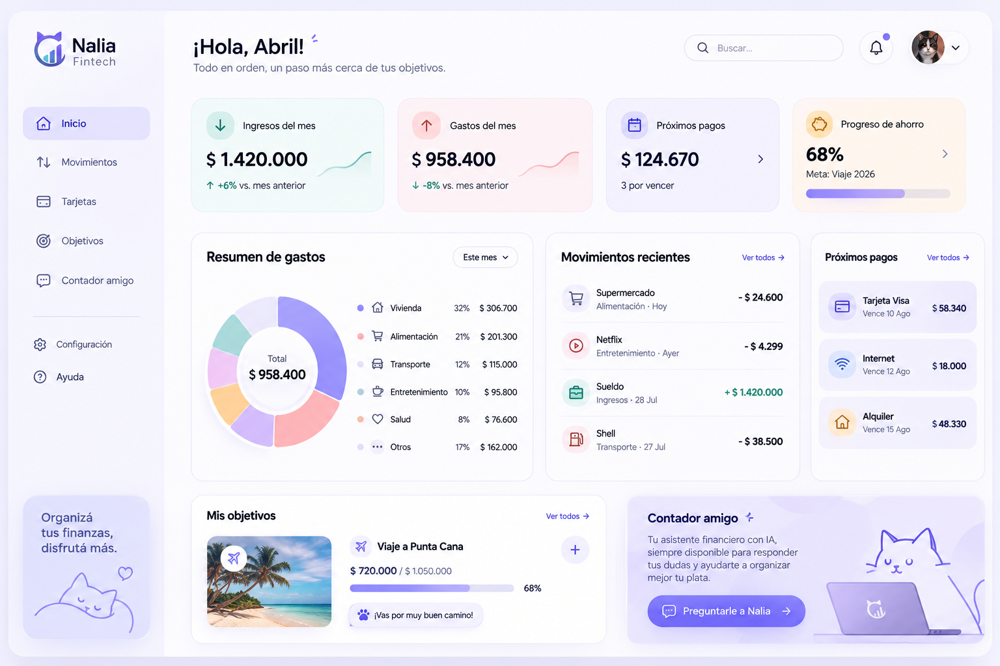 Nalia
Fintech
Inicio
Movimientos
Tarjetas
Objetivos
Contador amigo
Configuración
Ayuda
Organizá
tus finanzas,
disfrutá más.
¡Hola, Abril!
Todo en orden, un paso más cerca de tus objetivos.
Buscar...
Ingresos del mes
$ 1.420.000
+6% vs. mes anterior
Gastos del mes
$ 958.400
-8% vs. mes anterior
Próximos pagos
$ 124.670
3 por vencer
Progreso de ahorro
68%
Meta: Viaje 2026
Resumen de gastos
Este mes
Total
$ 958.400
Vivienda 32% $ 306.700
Alimentación 21% $ 201.300
Transporte 12% $ 115.000
Entretenimiento 10% $ 95.800
Salud 8% $ 76.600
Otros 17% $ 162.000
Movimientos recientes
Ver todos
Supermercado
Alimentación · Hoy
- $ 24.600
Netflix
Entretenimiento · Ayer
- $ 4.299
Sueldo
Ingresos · 28 Jul
+ $ 1.420.000
Shell
Transporte · 27 Jul
- $ 38.500
Próximos pagos
Ver todos
Tarjeta Visa
Vence 10 Ago
$ 58.340
Internet
Vence 12 Ago
$ 18.000
Alquiler
Vence 15 Ago
$ 48.330
Mis objetivos
Ver todos
Viaje a Punta Cana
$ 720.000 / $ 1.050.000
68%
¡Vas por muy buen camino!
Contador amigo
Tu asistente financiero con IA,
siempre disponible para responder
tus dudas y ayudarte a organizar
mejor tu plata.
Preguntarle a Nalia